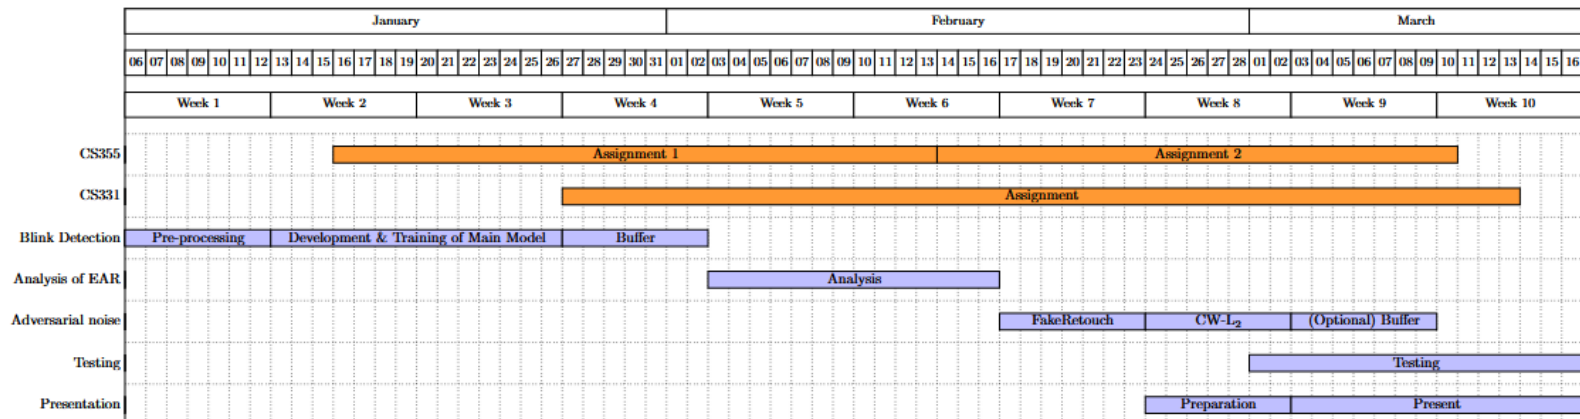 January February March
06 07 08 09 10 11 12 13 14 15 16 17 18 19 20 21 22 23 24 25 26 27 28 29 30 31 01 02 03 04 05 06 07 08 09 10 11 12 13 14 15 16 17 18 19 20 21 22 23 24 25 26 27 28 01 02 03 04 05 06 07 08 09 10 11 12 13 14 15 16
Week 1 Week 2 Week 3 Week 4 Week 5 Week 6 Week 7 Week 8 Week 9 Week 10
CS355 Assignment 1 Assignment 2
CS331 Assignment
Blink Detection Pre-processing Development & Training of Main Model Buffer
Analysis of EAR Analysis
Adversarial noise FakeRetouch CW-L₂ (Optional) Buffer
Testing Testing
Presentation Preparation Present